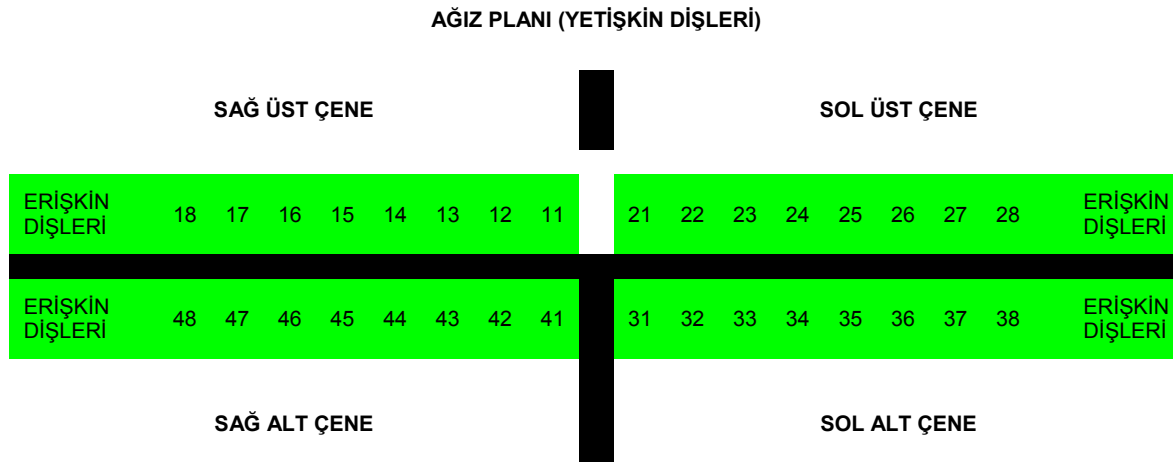 AĞIZ PLANI (YETİŞKİN DİŞLERİ)
SAĞ ÜST ÇENE SOL ÜST ÇENE
ERİŞKİN DİŞLERİ 18 17 16 15 14 13 12 11 21 22 23 24 25 26 27 28 ERİŞKİN DİŞLERİ
ERİŞKİN DİŞLERİ 48 47 46 45 44 43 42 41 31 32 33 34 35 36 37 38 ERİŞKİN DİŞLERİ
SAĞ ALT ÇENE SOL ALT ÇENE